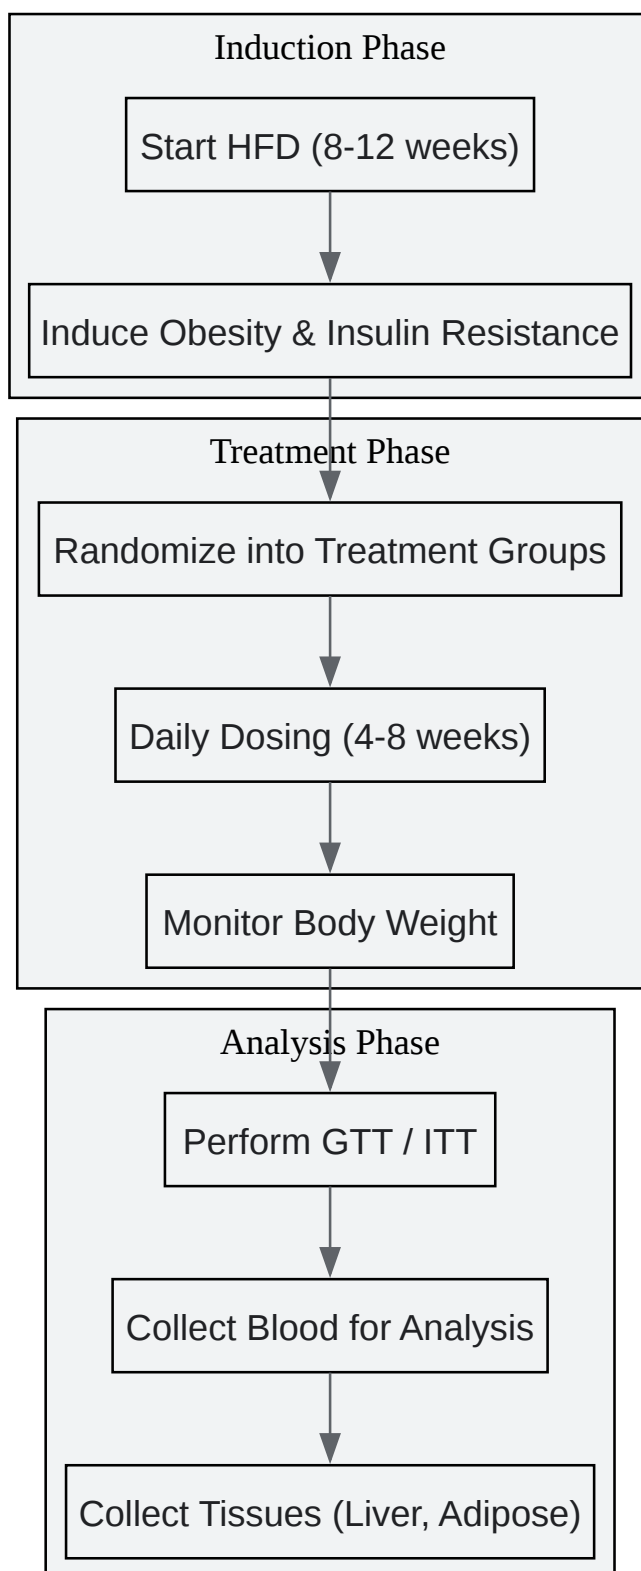 Induction Phase
Start HFD (8-12 weeks)
Induce Obesity & Insulin Resistance
Treatment Phase
Randomize into Treatment Groups
Daily Dosing (4-8 weeks)
Monitor Body Weight
Analysis Phase
Perform GTT / ITT
Collect Blood for Analysis
Collect Tissues (Liver, Adipose)